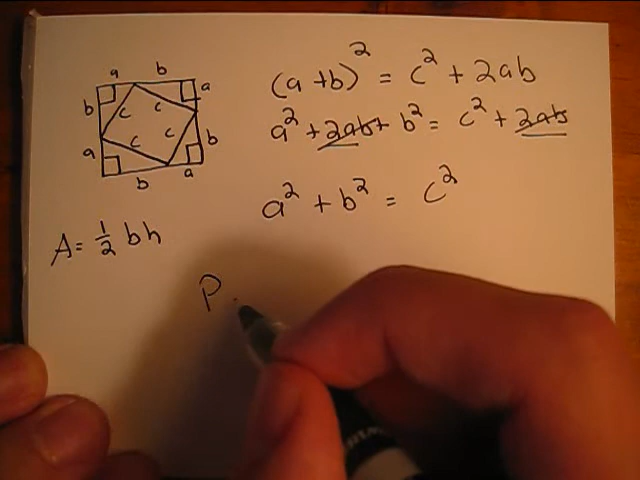 a b
b a
c c
c c
a b
b a
(a + b)² = c² + 2ab
a² + 2ab + b² = c² + 2ab
a² + b² = c²
A = ½ bh
P